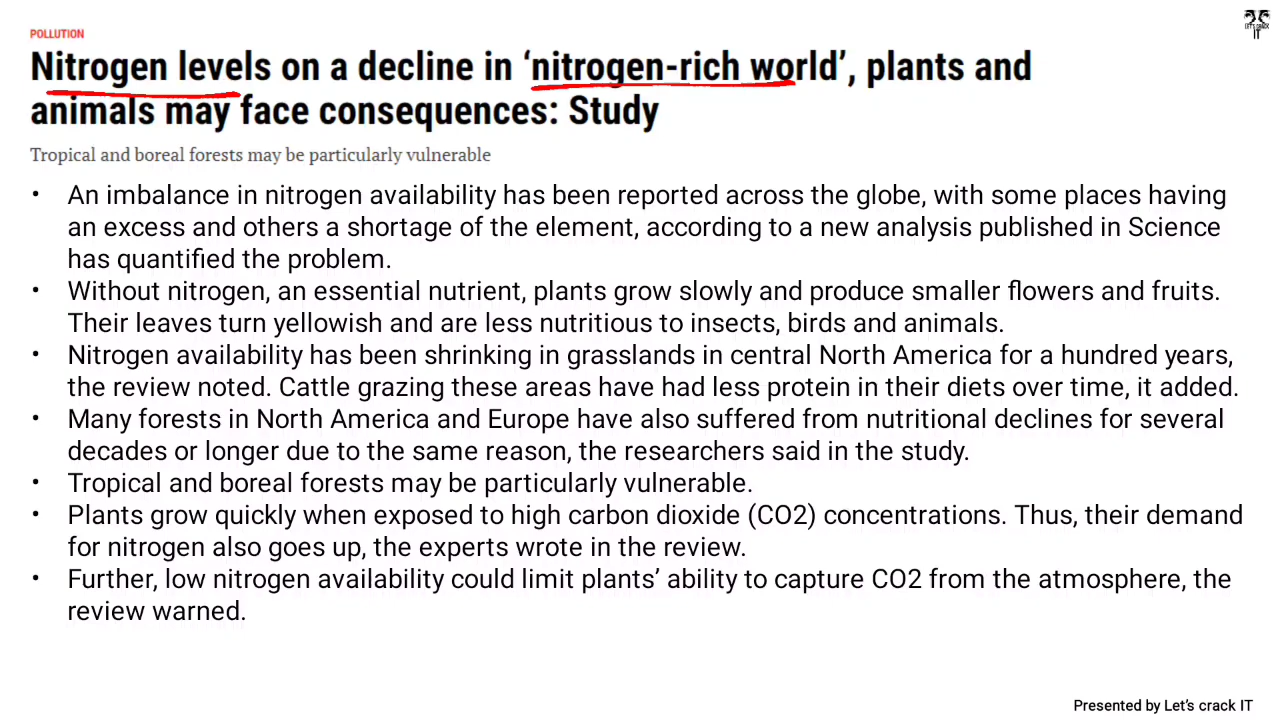 LET'S CRACK
IT
POLLUTION
Nitrogen levels on a decline in ‘nitrogen-rich world’, plants and
animals may face consequences: Study
Tropical and boreal forests may be particularly vulnerable
• An imbalance in nitrogen availability has been reported across the globe, with some places having
an excess and others a shortage of the element, according to a new analysis published in Science
has quantified the problem.
• Without nitrogen, an essential nutrient, plants grow slowly and produce smaller flowers and fruits.
Their leaves turn yellowish and are less nutritious to insects, birds and animals.
• Nitrogen availability has been shrinking in grasslands in central North America for a hundred years,
the review noted. Cattle grazing these areas have had less protein in their diets over time, it added.
• Many forests in North America and Europe have also suffered from nutritional declines for several
decades or longer due to the same reason, the researchers said in the study.
• Tropical and boreal forests may be particularly vulnerable.
• Plants grow quickly when exposed to high carbon dioxide (CO2) concentrations. Thus, their demand
for nitrogen also goes up, the experts wrote in the review.
• Further, low nitrogen availability could limit plants’ ability to capture CO2 from the atmosphere, the
review warned.
Presented by Let’s crack IT